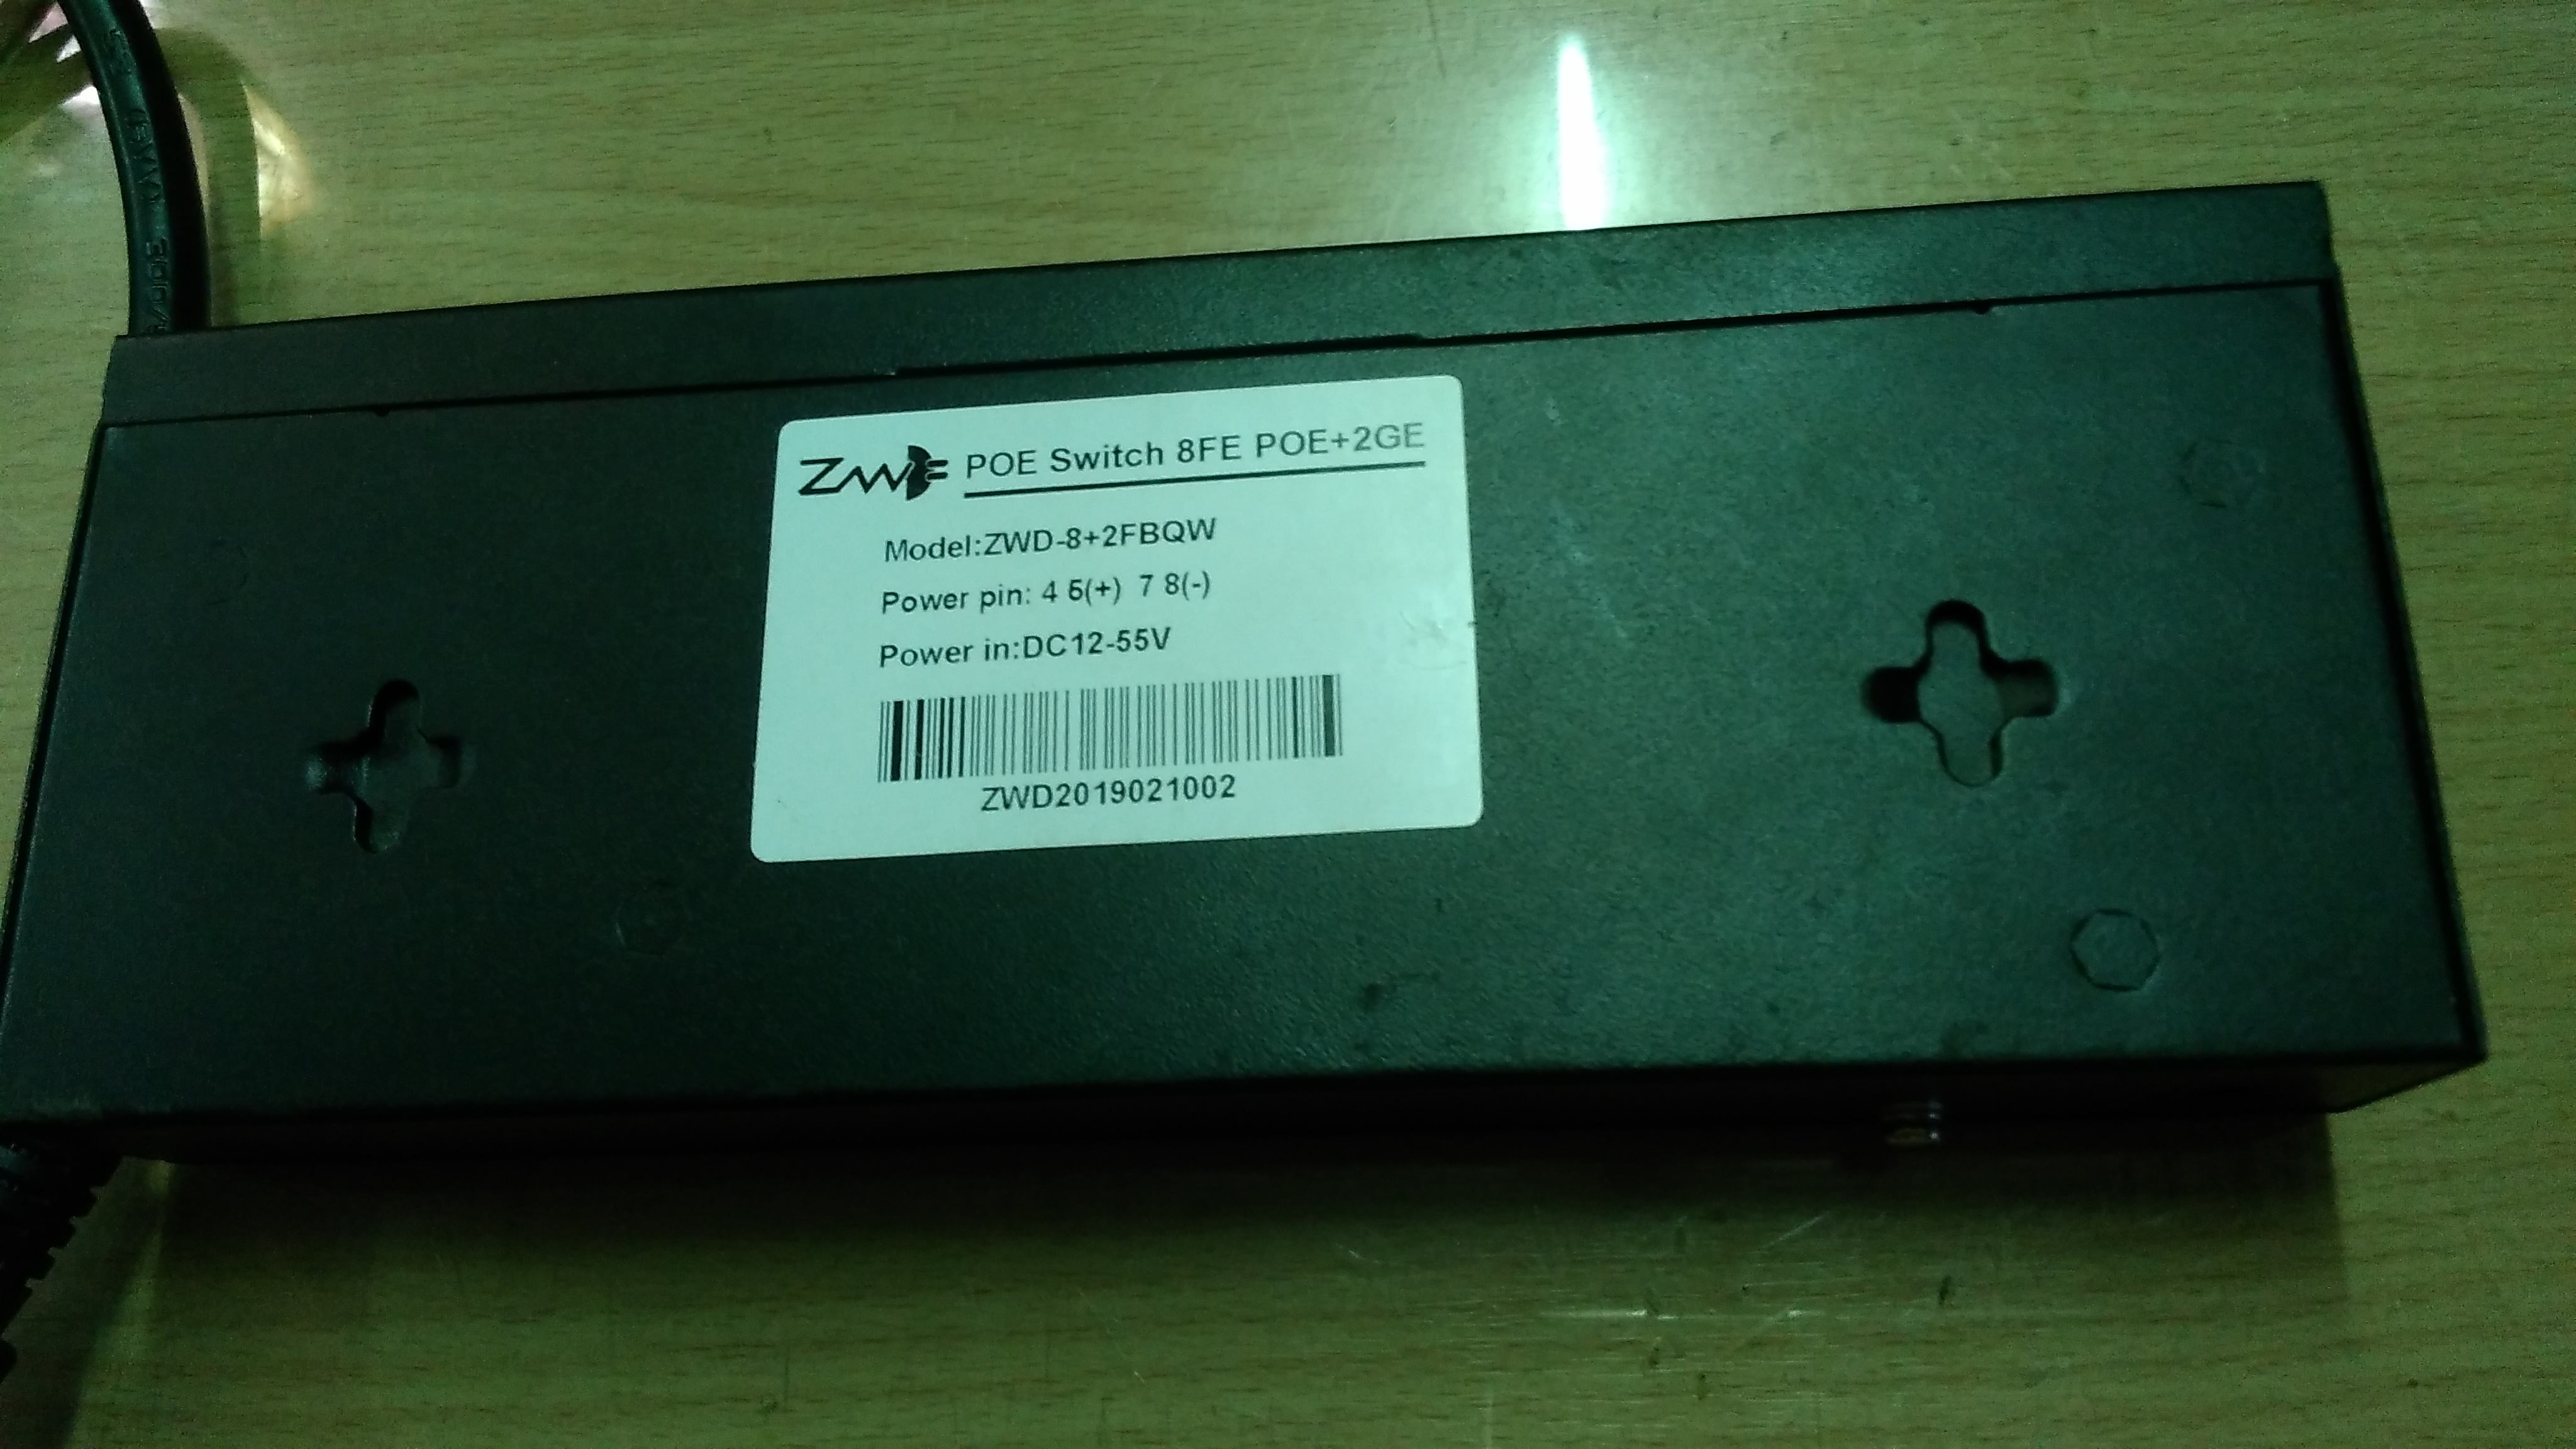 ZWD POE Switch 8FE POE+2GE
Model:ZWD-8+2FBQW
Power pin: 4 5(+) 7 8(-)
Power in:DC12-55V
ZWD2019021002